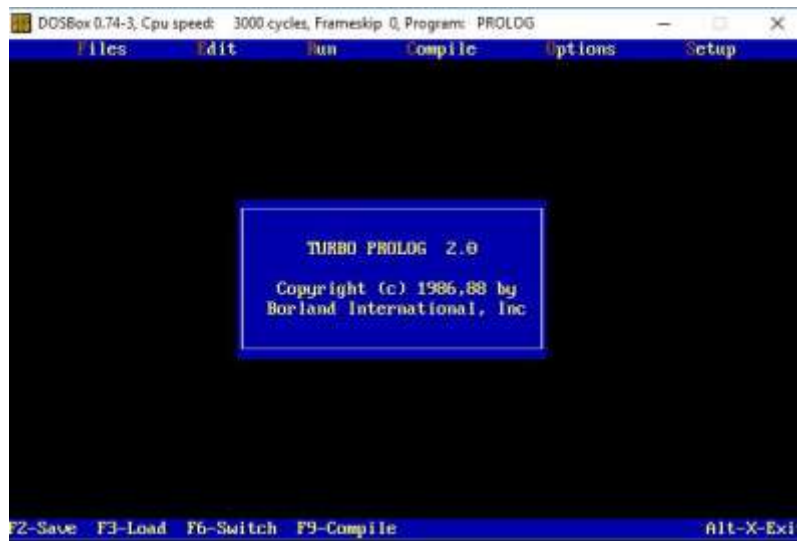 DOSBox 0.74-3, Cpu speed: 3000 cycles, Frameskip 0, Program: PROLOG
Files Edit Run Compile Options Setup
TURBO PROLOG 2.0
Copyright (c) 1986,88 by
Borland International, Inc
F2-Save F3-Load F6-Switch F9-Compile Alt-X-Exi